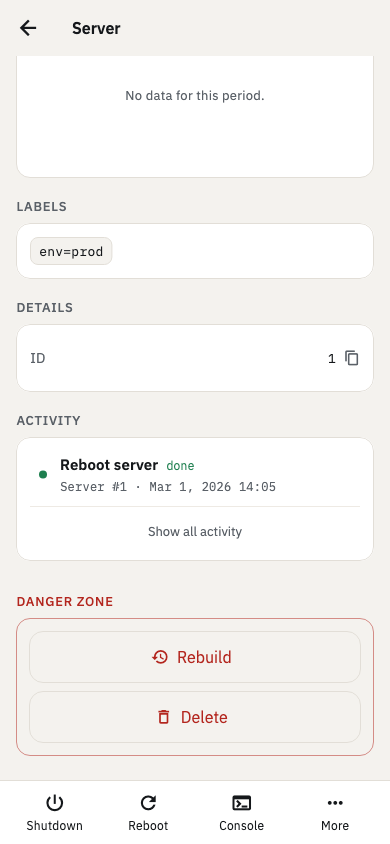 Server
No data for this period.
LABELS
env=prod
DETAILS
ID 1
ACTIVITY
Reboot server done
Server #1 · Mar 1, 2026 14:05
Show all activity
DANGER ZONE
Rebuild
Delete
Shutdown Reboot Console More